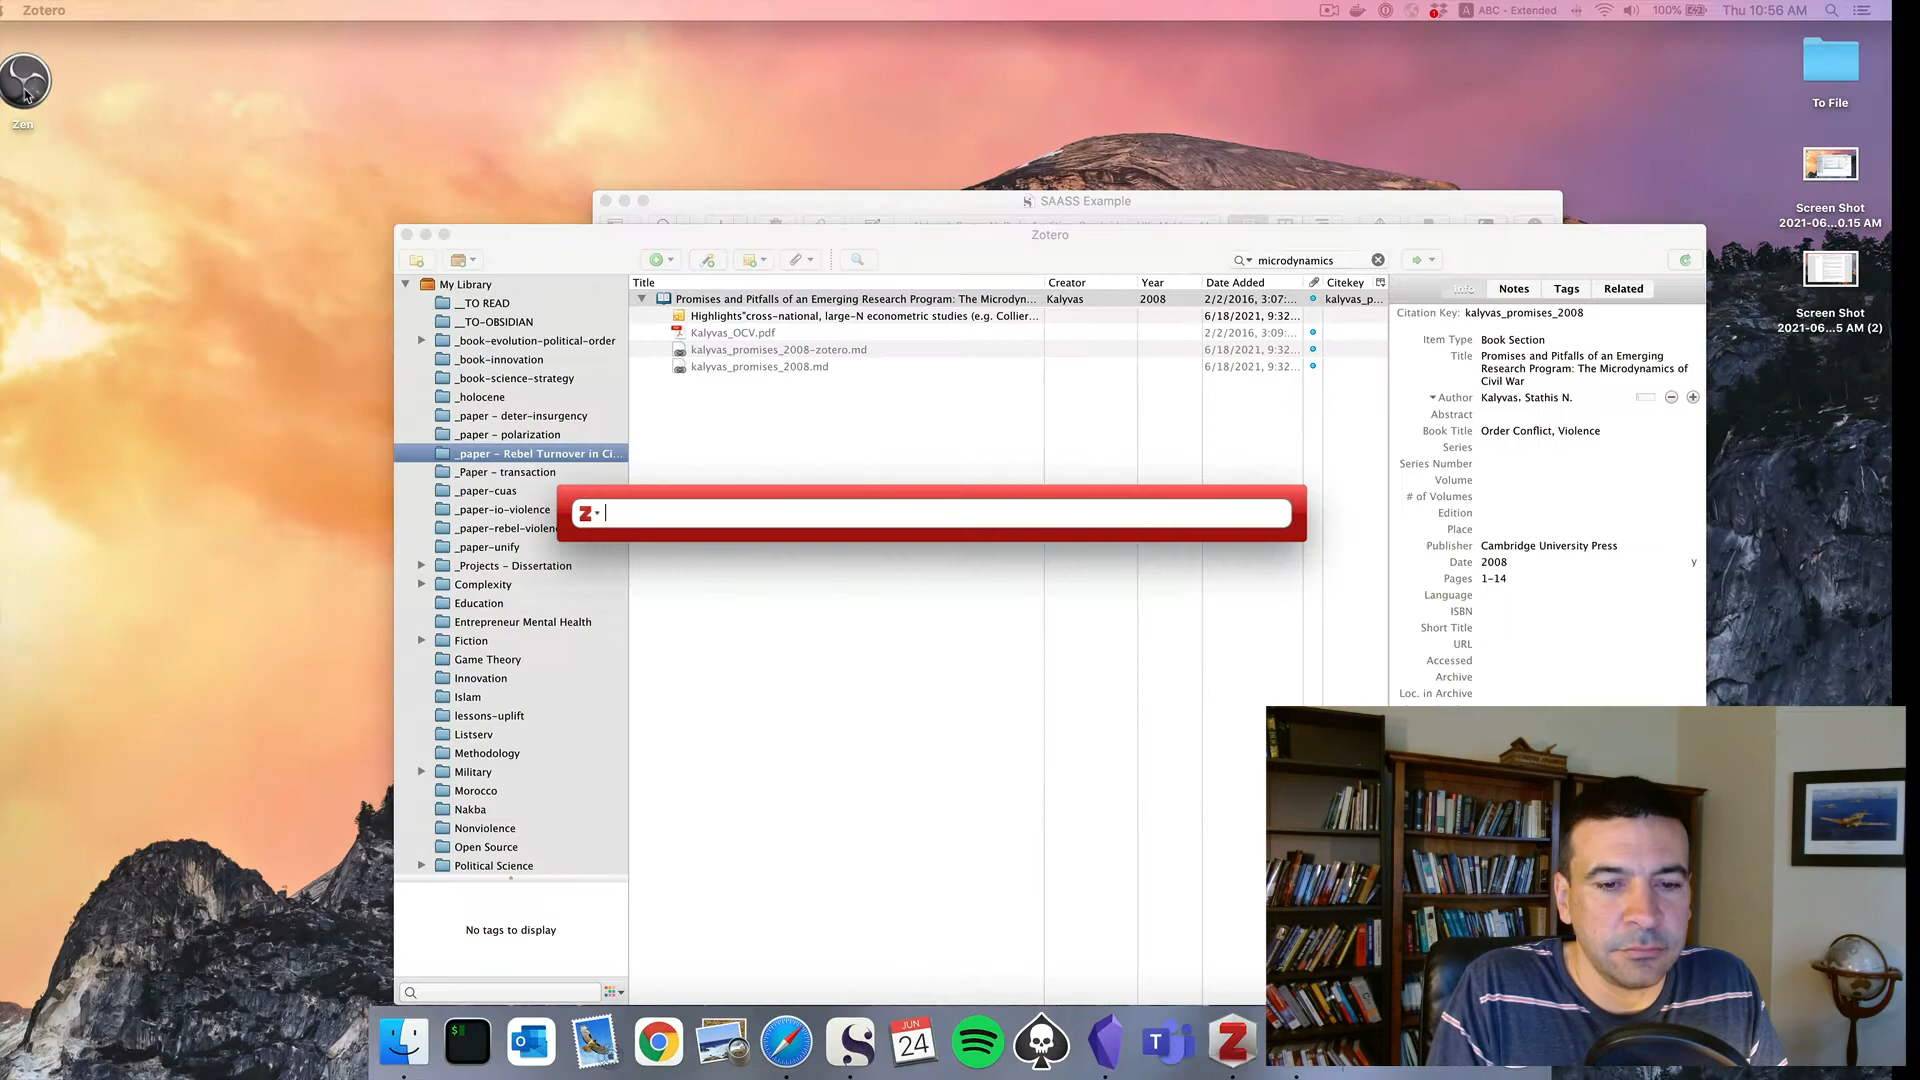 Zotero
ABC - Extended
100%
Thu 10:56 AM
Zen
To File
Screen Shot
2021-06...0.15 AM
Screen Shot
2021-06...5 AM (2)
SAASS Example
Zotero
microdynamics
My Library
__TO READ
__TO-OBSIDIAN
_book-evolution-political-order
_book-innovation
_book-science-strategy
_holocene
_paper – deter-insurgency
_paper – polarization
_paper – Rebel Turnover in Ci...
_Paper – transaction
_paper-cuas
_paper-io-violence
_paper-rebel-violen
_paper-unify
_Projects – Dissertation
Complexity
Education
Entrepreneur Mental Health
Fiction
Game Theory
Innovation
Islam
lessons-uplift
Listserv
Methodology
Military
Morocco
Nakba
Nonviolence
Open Source
Political Science
No tags to display
Title Creator Year Date Added Citekey
Promises and Pitfalls of an Emerging Research Program: The Microdyn... Kalyvas 2008 2/2/2016, 3:07:... kalyvas_p...
Highlights"cross-national, large-N econometric studies (e.g. Collier... 6/18/2021, 9:32...
Kalyvas_OCV.pdf 2/2/2016, 3:09:...
kalyvas_promises_2008-zotero.md 6/18/2021, 9:32...
kalyvas_promises_2008.md 6/18/2021, 9:32...
Z
Info Notes Tags Related
Citation Key: kalyvas_promises_2008
Item Type Book Section
Title Promises and Pitfalls of an Emerging
Research Program: The Microdynamics of
Civil War
Author Kalyvas, Stathis N.
Abstract
Book Title Order Conflict, Violence
Series
Series Number
Volume
# of Volumes
Edition
Place
Publisher Cambridge University Press
Date 2008 y
Pages 1-14
Language
ISBN
Short Title
URL
Accessed
Archive
Loc. in Archive
JUN
24
Z